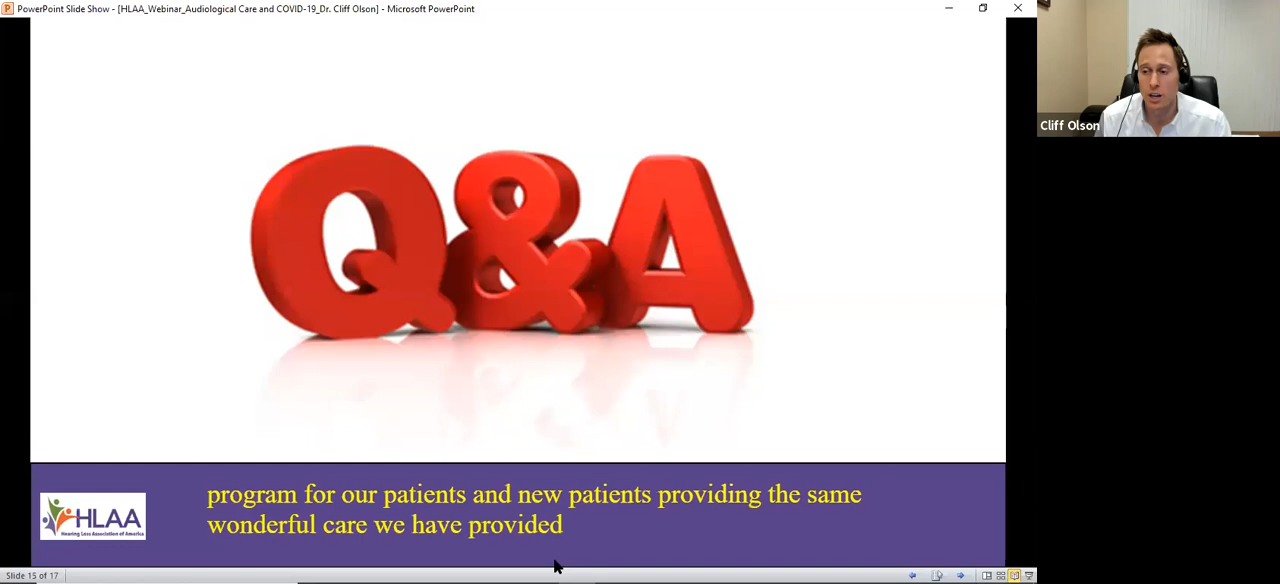 PowerPoint Slide Show - [HLAA_Webinar_Audiological Care and COVID-19_Dr. Cliff Olson] - Microsoft PowerPoint
Cliff Olson
Q&A
program for our patients and new patients providing the same
wonderful care we have provided
HLAA
Hearing Loss Association of America
Slide 15 of 17